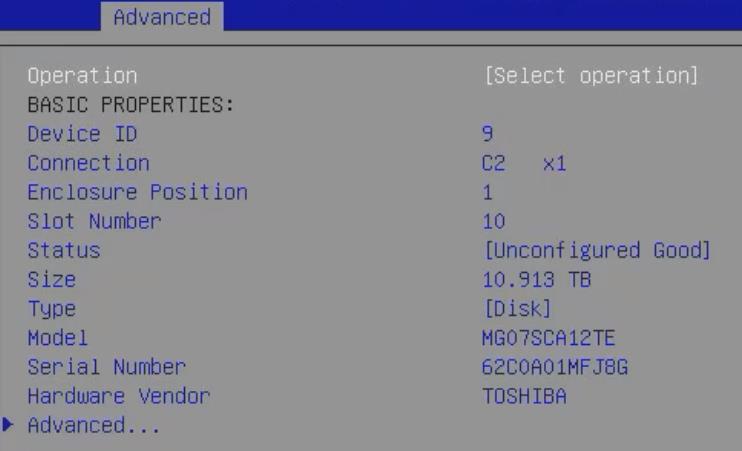 Advanced
Operation [Select operation]
BASIC PROPERTIES:
Device ID 9
Connection C2 x1
Enclosure Position 1
Slot Number 10
Status [Unconfigured Good]
Size 10.913 TB
Type [Disk]
Model MG07SCA12TE
Serial Number 62C0A01MFJ8G
Hardware Vendor TOSHIBA
Advanced...